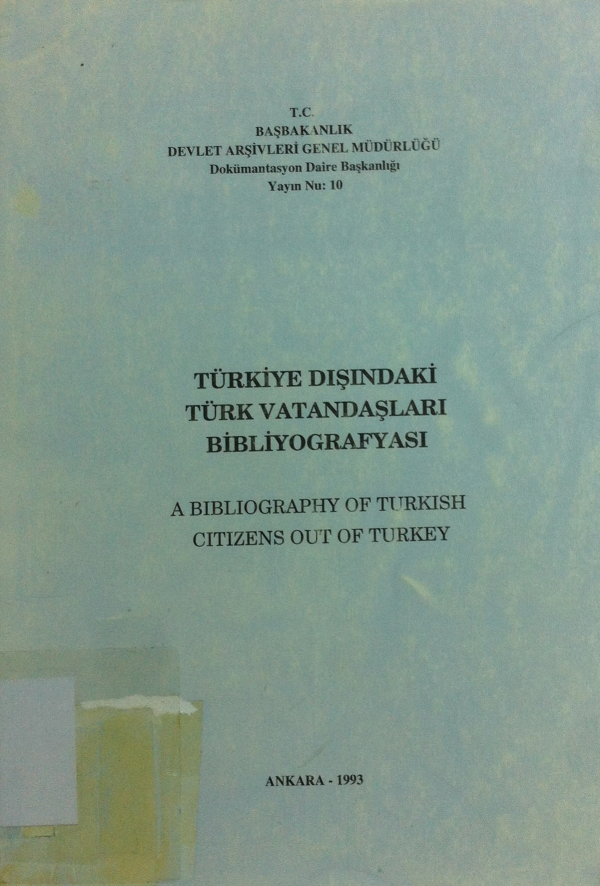 T.C.
BAŞBAKANLIK
DEVLET ARŞİVLERİ GENEL MÜDÜRLÜĞÜ
Dokümantasyon Daire Başkanlığı
Yayın Nu: 10
TÜRKİYE DIŞINDAKİ
TÜRK VATANDAŞLARI
BİBLİYOGRAFYASI
A BIBLIOGRAPHY OF TURKISH
CITIZENS OUT OF TURKEY
ANKARA - 1993